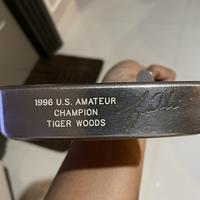 1996 U.S. AMATEUR
CHAMPION
TIGER WOODS